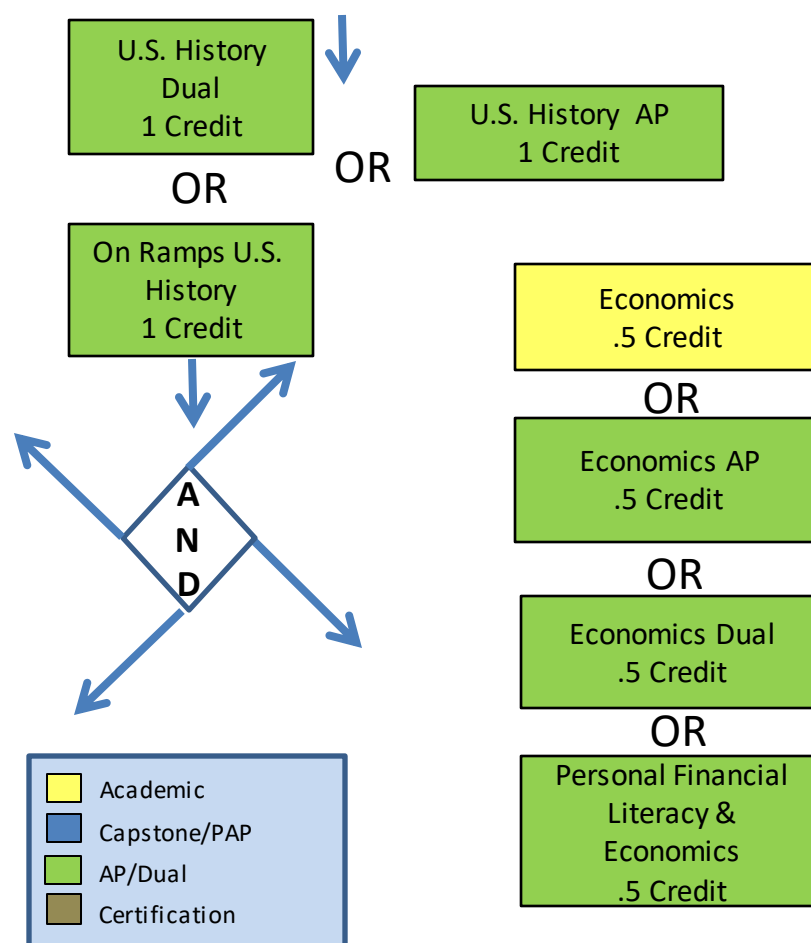 U.S. History
Dual
1 Credit
OR
U.S. History AP
1 Credit
OR
On Ramps U.S.
History
1 Credit
A
N
D
Economics
.5 Credit
OR
Economics AP
.5 Credit
OR
Economics Dual
.5 Credit
OR
Personal Financial
Literacy &
Economics
.5 Credit
Academic
Capstone/PAP
AP/Dual
Certification